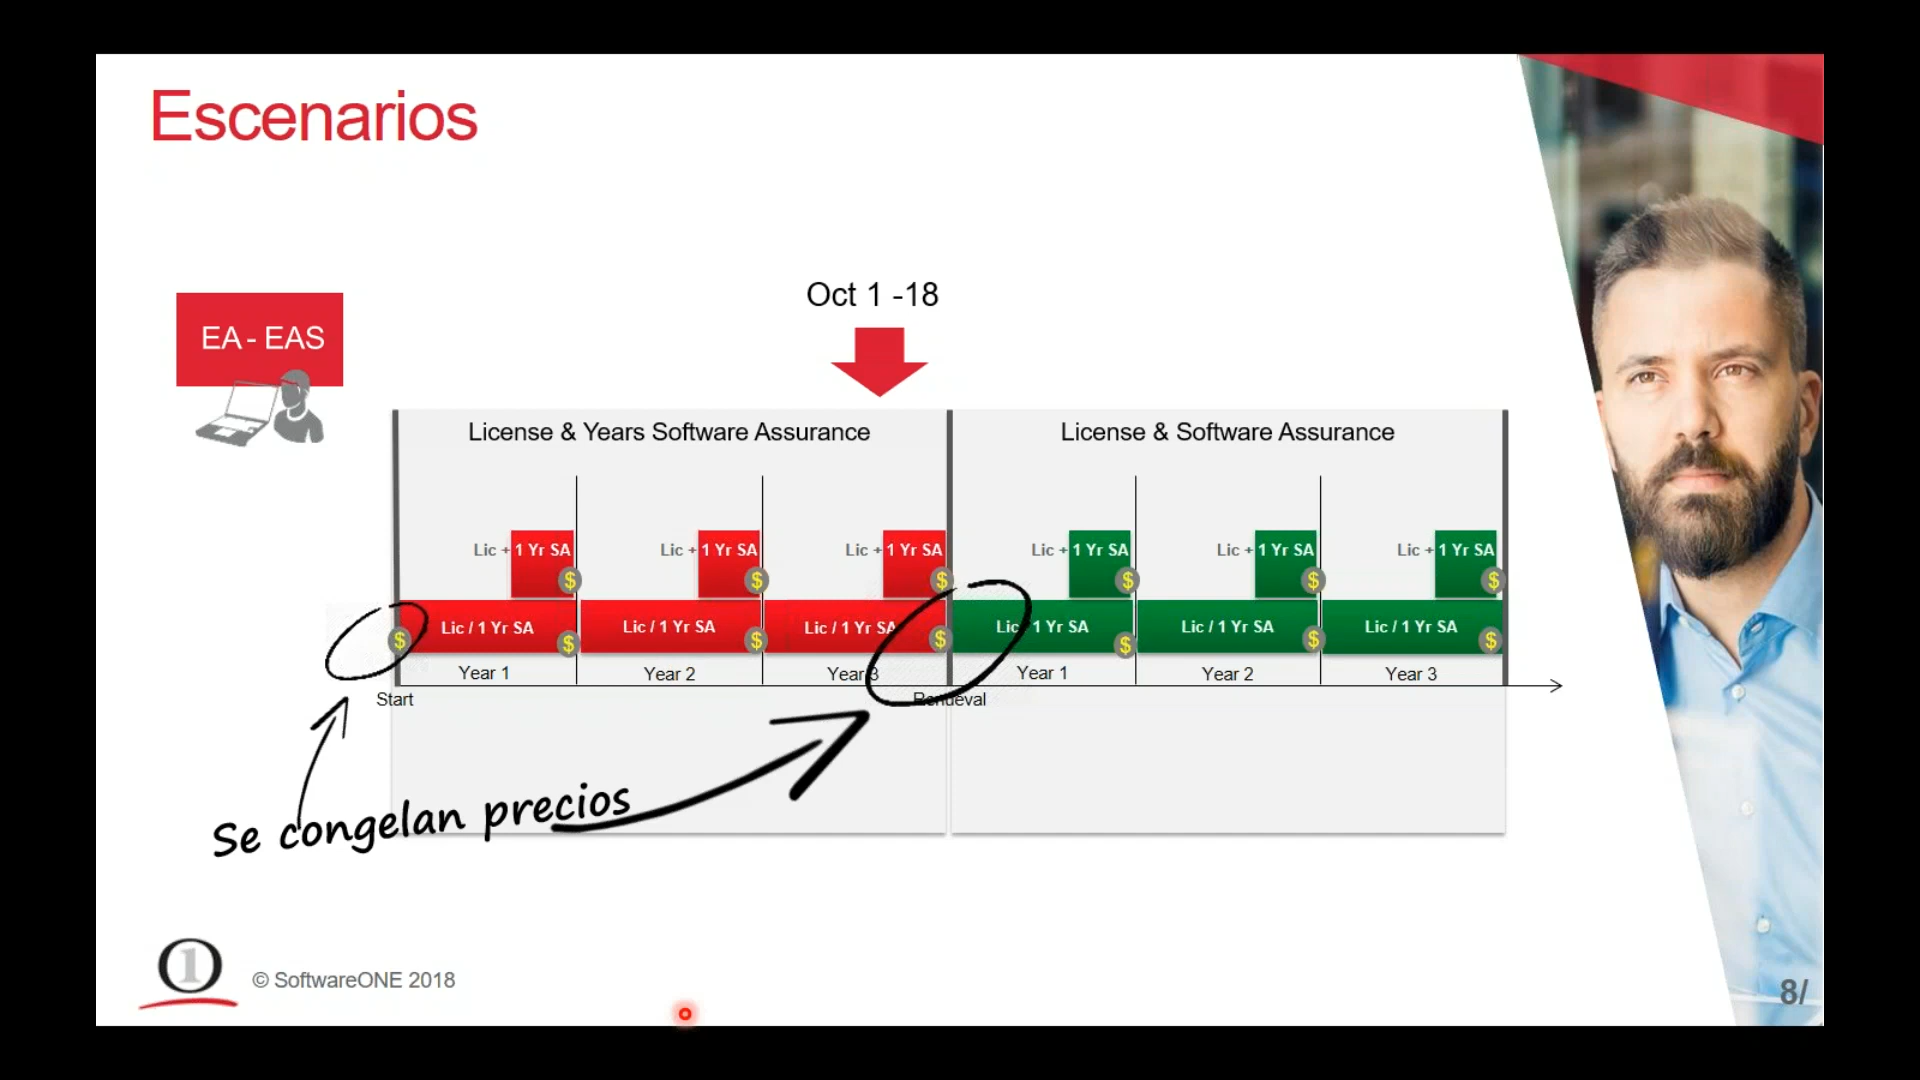 Escenarios
Oct 1 -18
EA - EAS
License & Years Software Assurance
License & Software Assurance
Lic + 1 Yr SA
Lic + 1 Yr SA
Lic + 1 Yr SA
Lic + 1 Yr SA
Lic + 1 Yr SA
Lic + 1 Yr SA
$ $ $ $ $ $
Lic / 1 Yr SA
Lic / 1 Yr SA
Lic / 1 Yr SA
Lic / 1 Yr SA
Lic / 1 Yr SA
Lic / 1 Yr SA
$ $ $ $ $ $ $
Year 1
Year 2
Year 3
Year 1
Year 2
Year 3
Start
Se congelan precios
1
© SoftwareONE 2018
8/